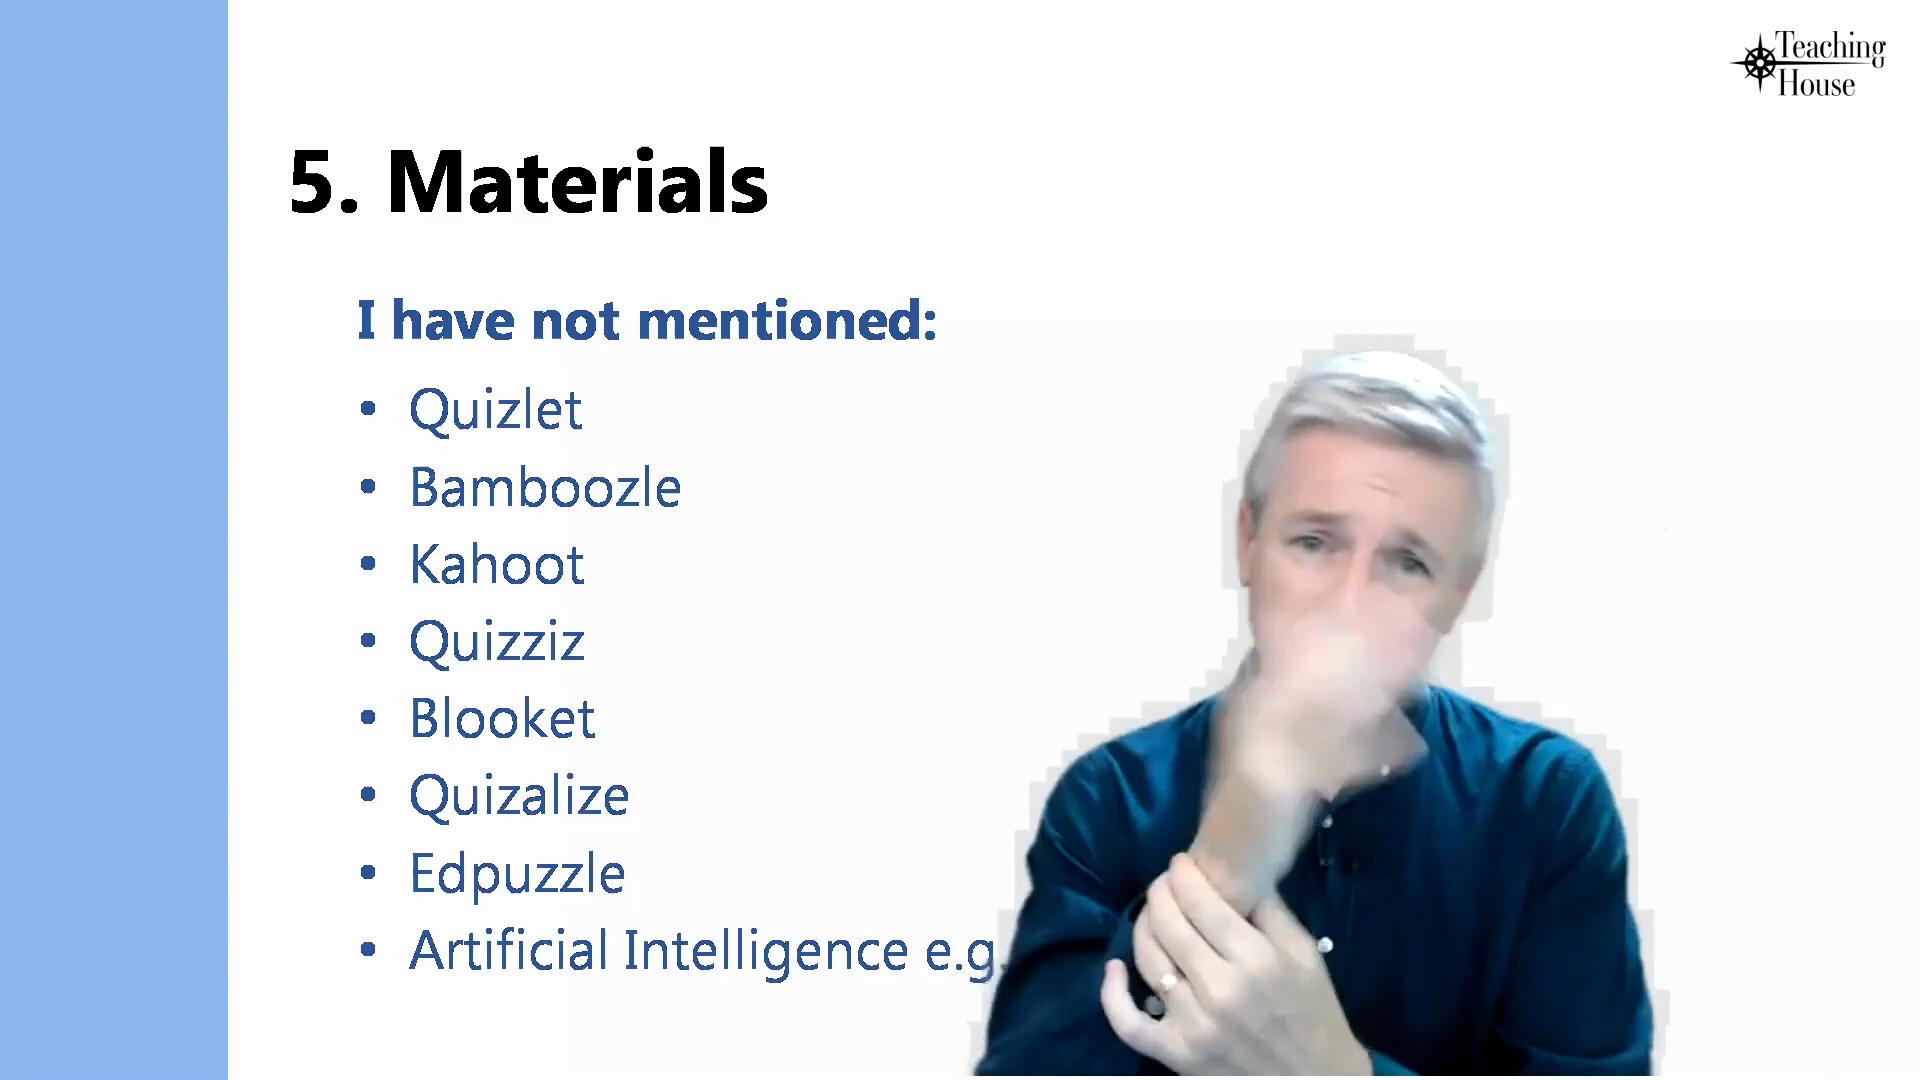 Teaching
House
5. Materials
I have not mentioned:
• Quizlet
• Bamboozle
• Kahoot
• Quizziz
• Blooket
• Quizalize
• Edpuzzle
• Artificial Intelligence e.g.